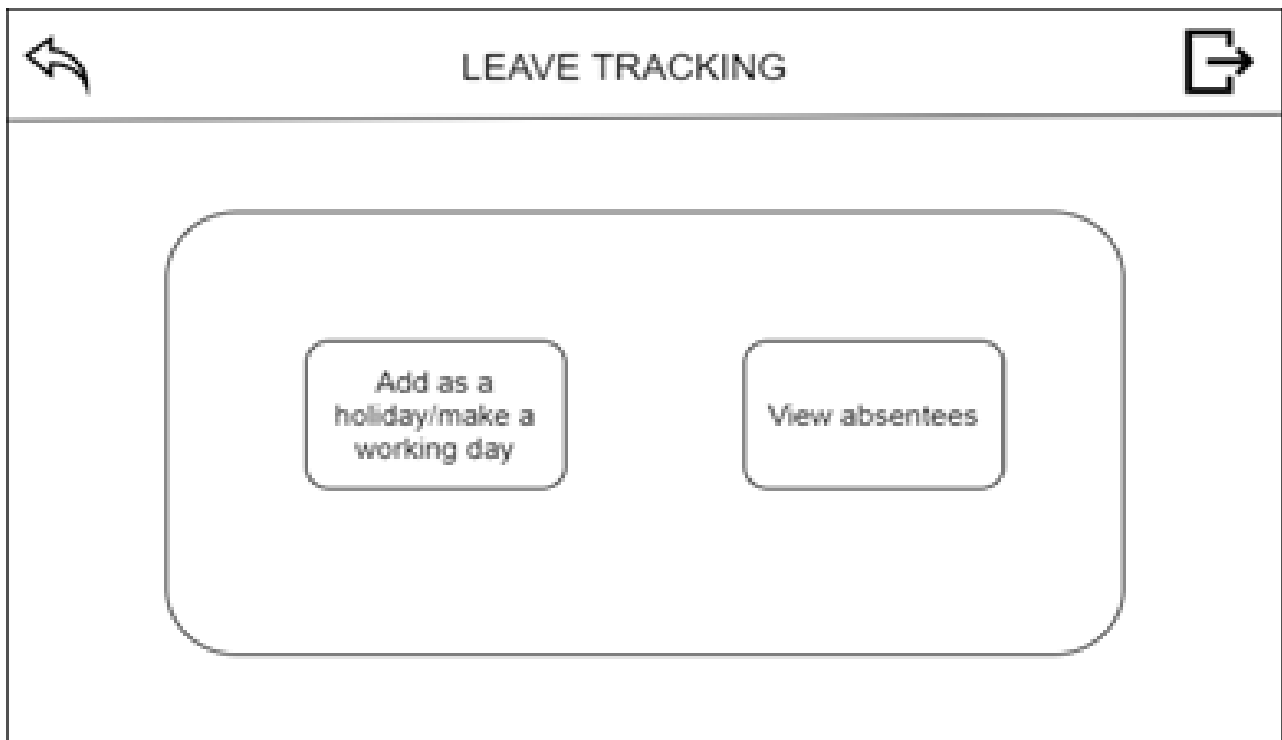 LEAVE TRACKING
Add as a
holiday/make a
working day
View absentees